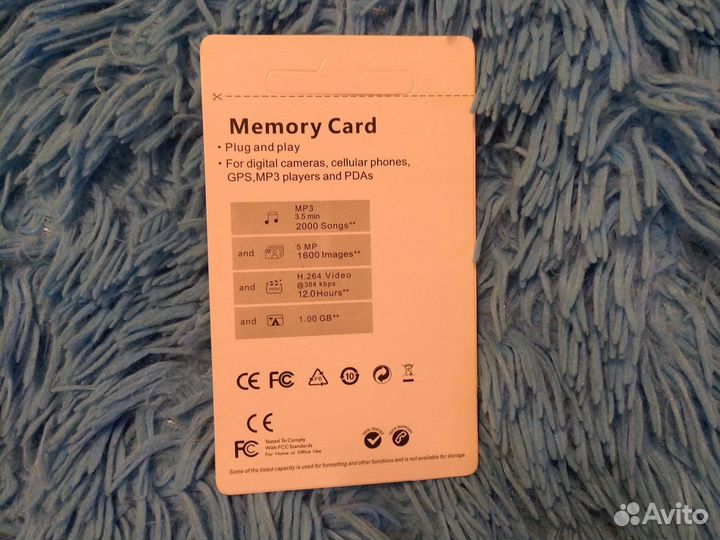 Memory Card
• Plug and play
• For digital cameras, cellular phones,
GPS,MP3 players and PDAs
MP3
3.5 min
2000 Songs**
and 5 MP
1600 Images**
and H.264 Video
@384 kbps
12.0Hours**
and 1.00 GB**
CE FC 10
CE
FC Tested To Comply
With FCC Standards
For Home or Office Use
Some of the listed capacity is used for formatting and other functions and is not available for storage.
Avito